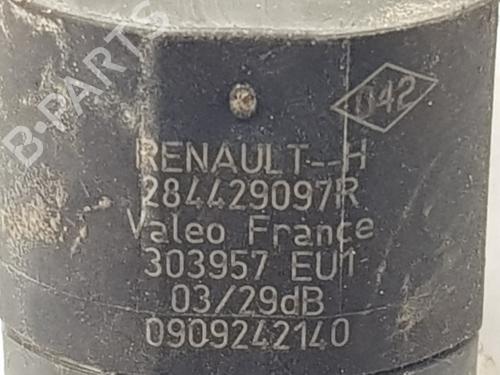 B-PARTS
042
RENAULT--H
284429097R
Valeo France
303957 EU1
03/29dB
0909242140